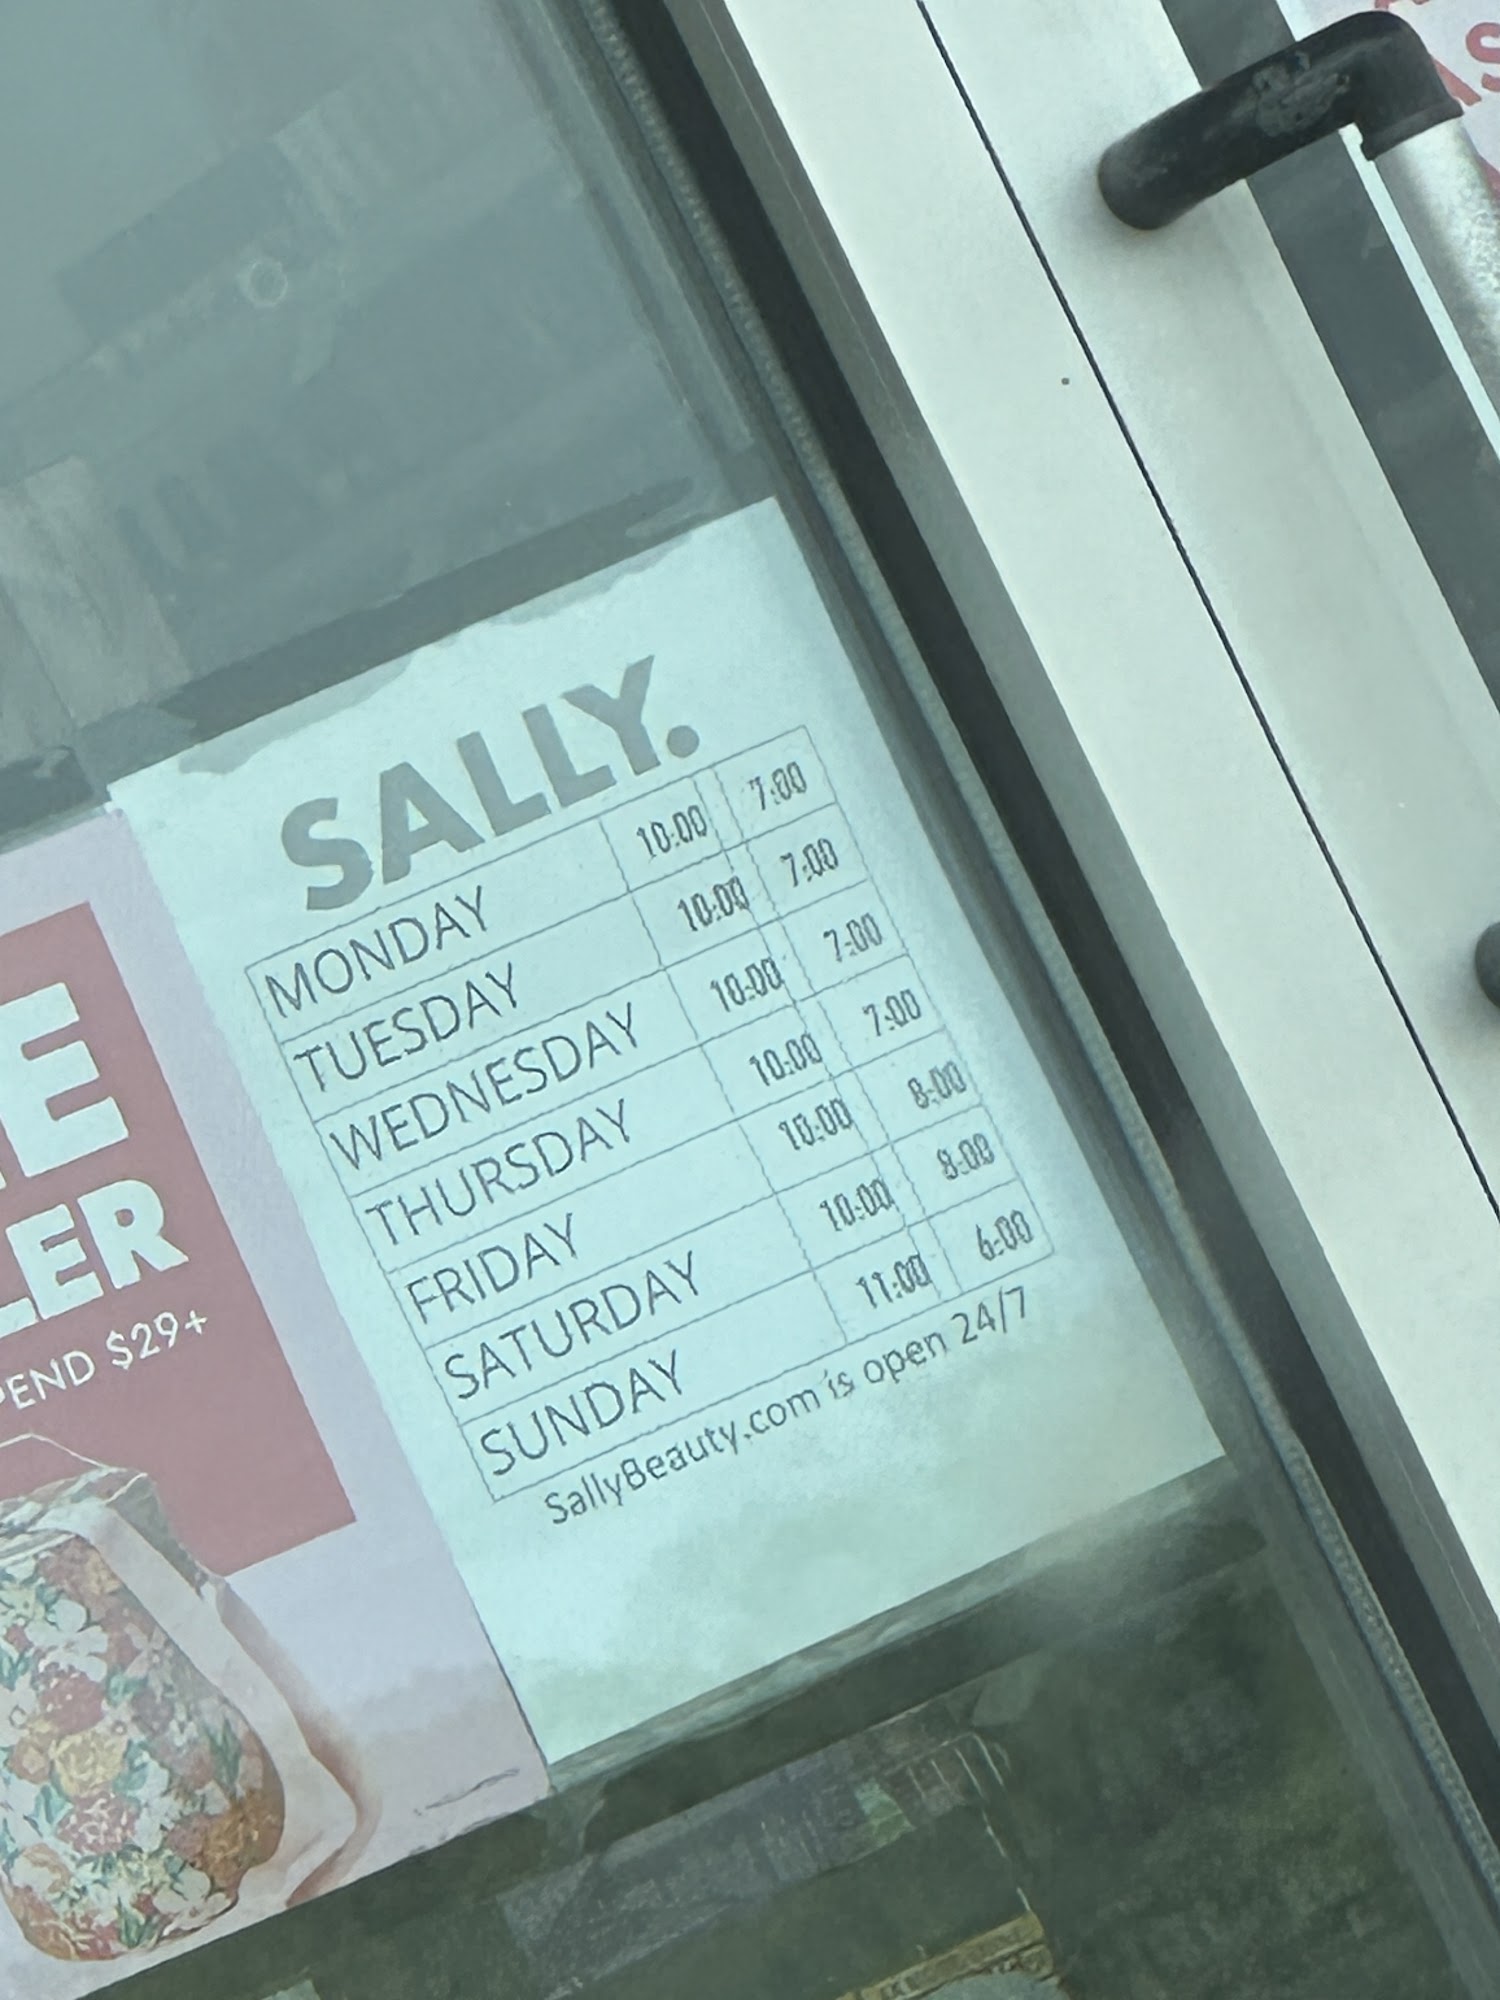 SALLY.
MONDAY 10:00 7:00
TUESDAY 10:00 7:00
WEDNESDAY 10:00 7:00
THURSDAY 10:00 7:00
FRIDAY 10:00 8:00
SATURDAY 10:00 8:00
SUNDAY 11:00 6:00
SallyBeauty.com is open 24/7
E
LER
PEND $29+